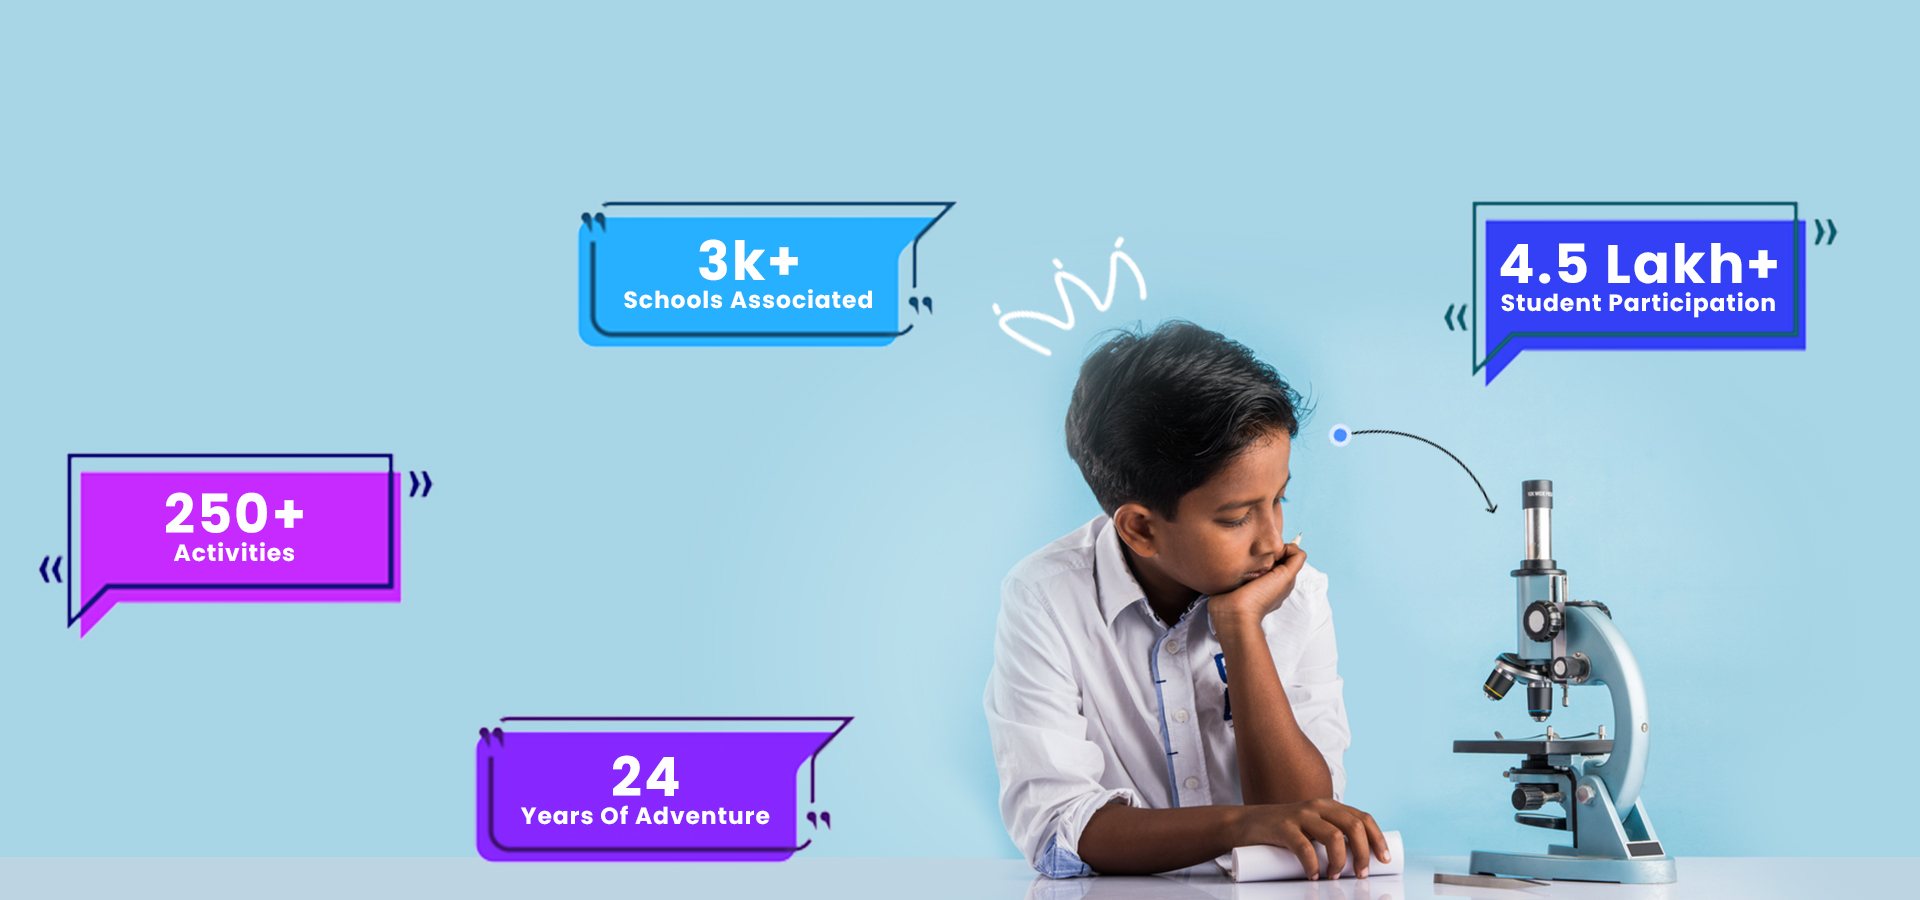 3k+
Schools Associated
4.5 Lakh+
Student Participation
250+
Activities
24
Years Of Adventure